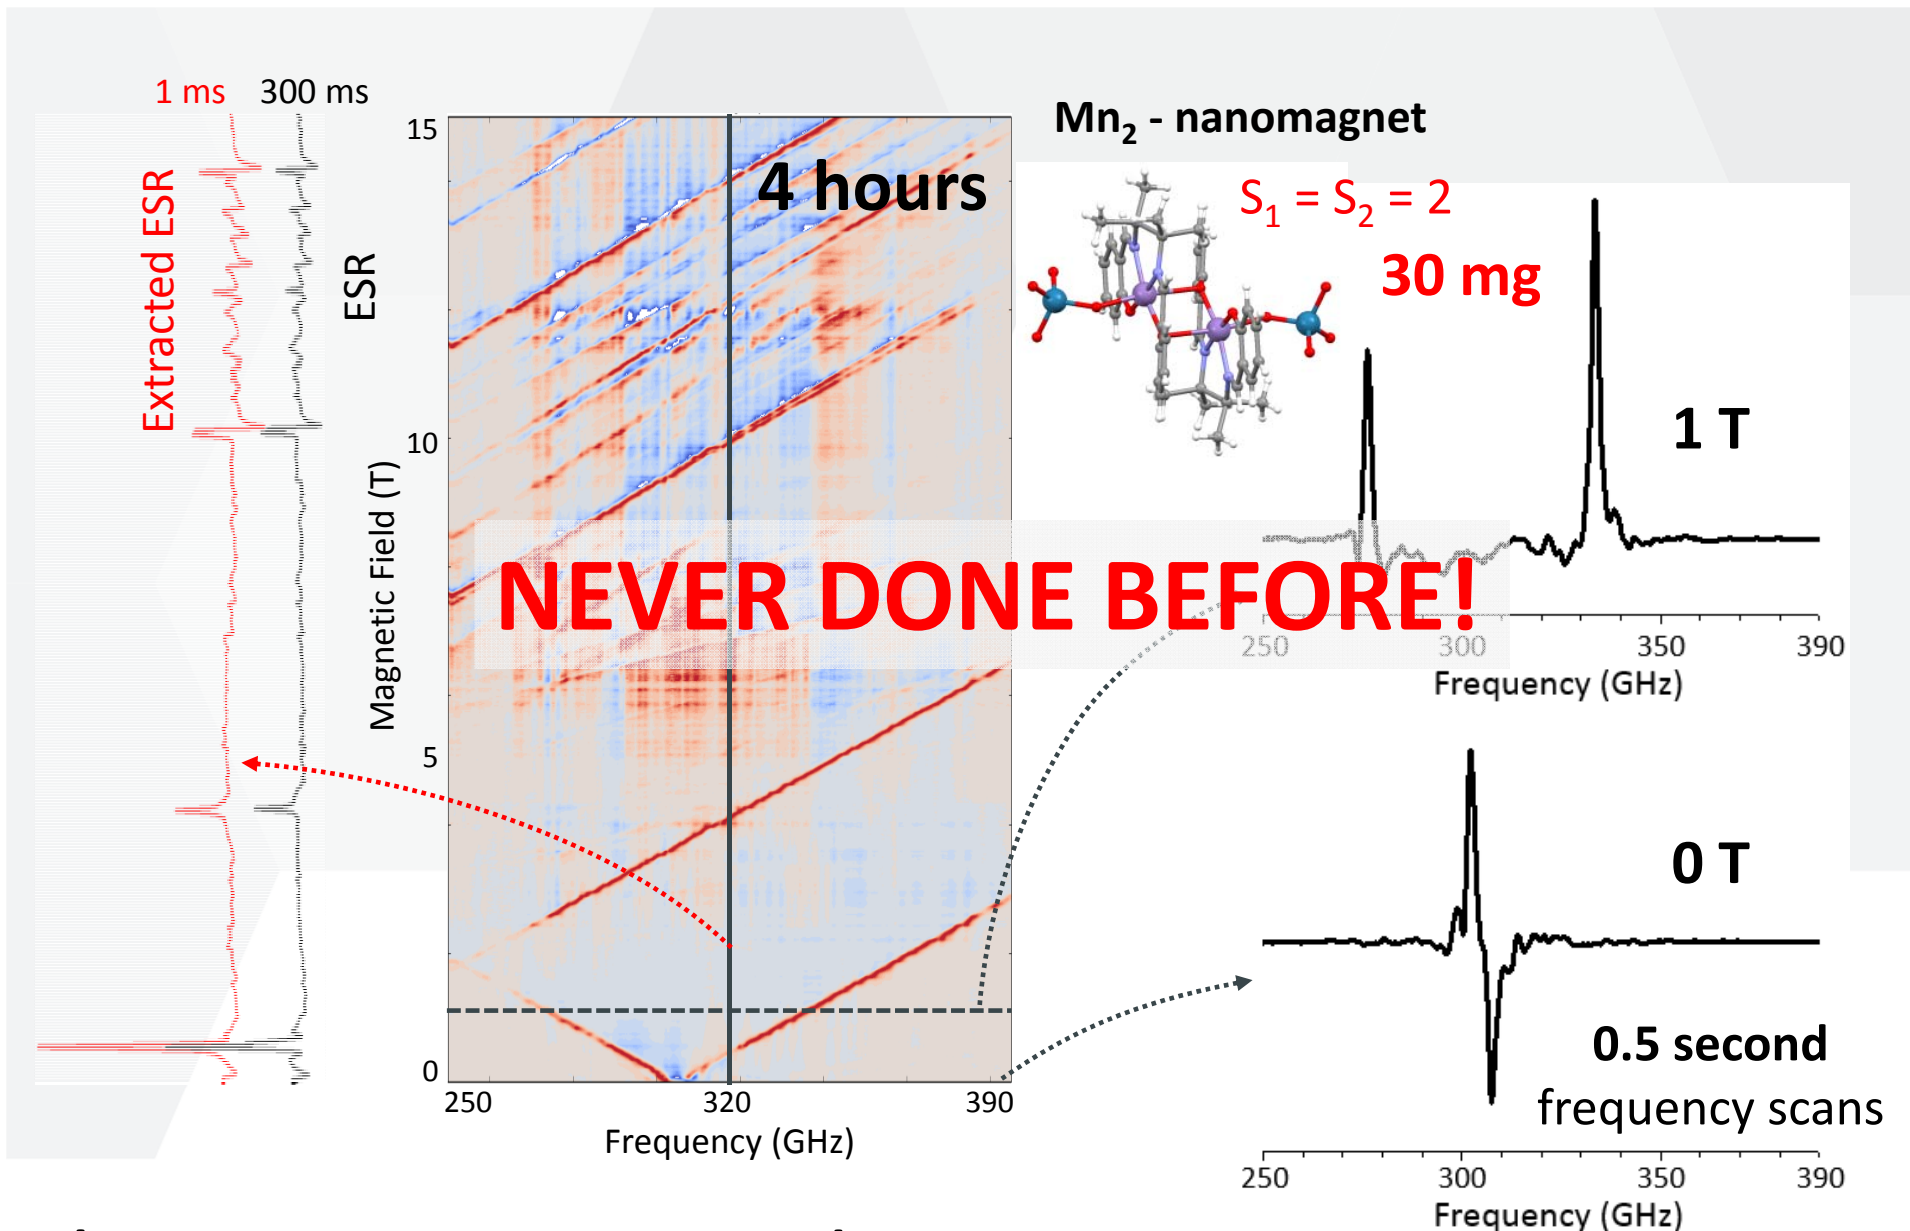 1 ms
300 ms
Extracted ESR
ESR
15
10
5
0
Magnetic Field (T)
4 hours
250
320
390
Frequency (GHz)
Mn₂ - nanomagnet
S₁ = S₂ = 2
30 mg
NEVER DONE BEFORE!
1 T
250
300
350
390
Frequency (GHz)
0 T
0.5 second
frequency scans
250
300
350
390
Frequency (GHz)